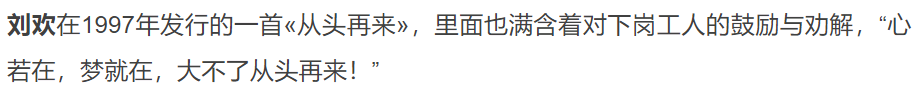 刘欢在1997年发行的一首«从头再来»，里面也满含着对下岗工人的鼓励与劝解，“心
若在，梦就在，大不了从头再来！”